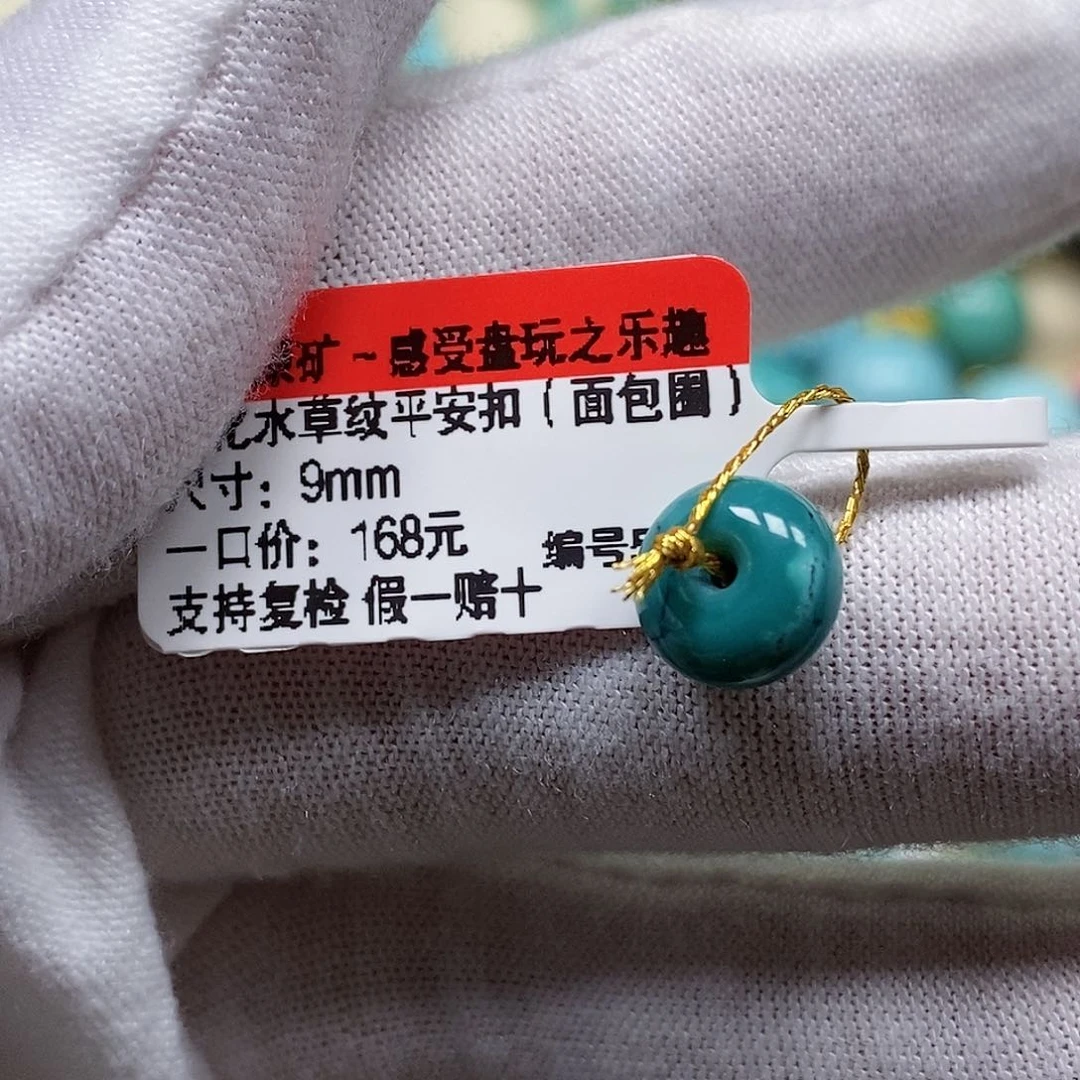 矿~感受盘玩之乐趣
水草纹平安扣(面包圈)
尺寸：9mm
一口价：168元 编号
支持复检 假一赔十